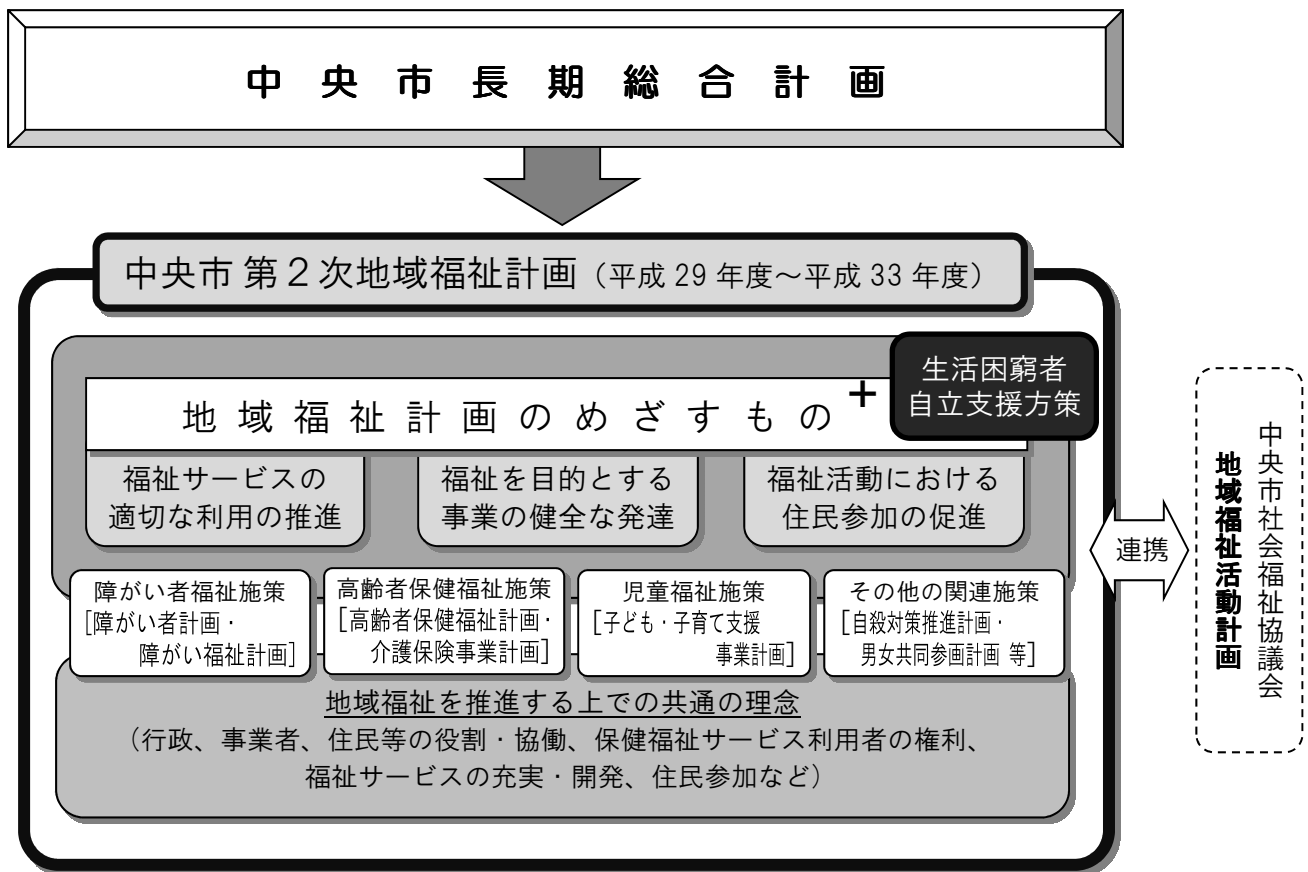 中央市長期総合計画
中央市 第２次地域福祉計画（平成 29 年度～平成 33 年度）
生活困窮者
自立支援方策
地域福祉計画のめざすもの +
福祉サービスの
適切な利用の推進
福祉を目的とする
事業の健全な発達
福祉活動における
住民参加の促進
障がい者福祉施策
[障がい者計画・
障がい福祉計画]
高齢者保健福祉施策
[高齢者保健福祉計画・
介護保険事業計画]
児童福祉施策
[子ども・子育て支援
事業計画]
その他の関連施策
[自殺対策推進計画・
男女共同参画計画 等]
地域福祉を推進する上での共通の理念
（行政、事業者、住民等の役割・協働、保健福祉サービス利用者の権利、
福祉サービスの充実・開発、住民参加など）
連携
中央市社会福祉協議会
地域福祉活動計画